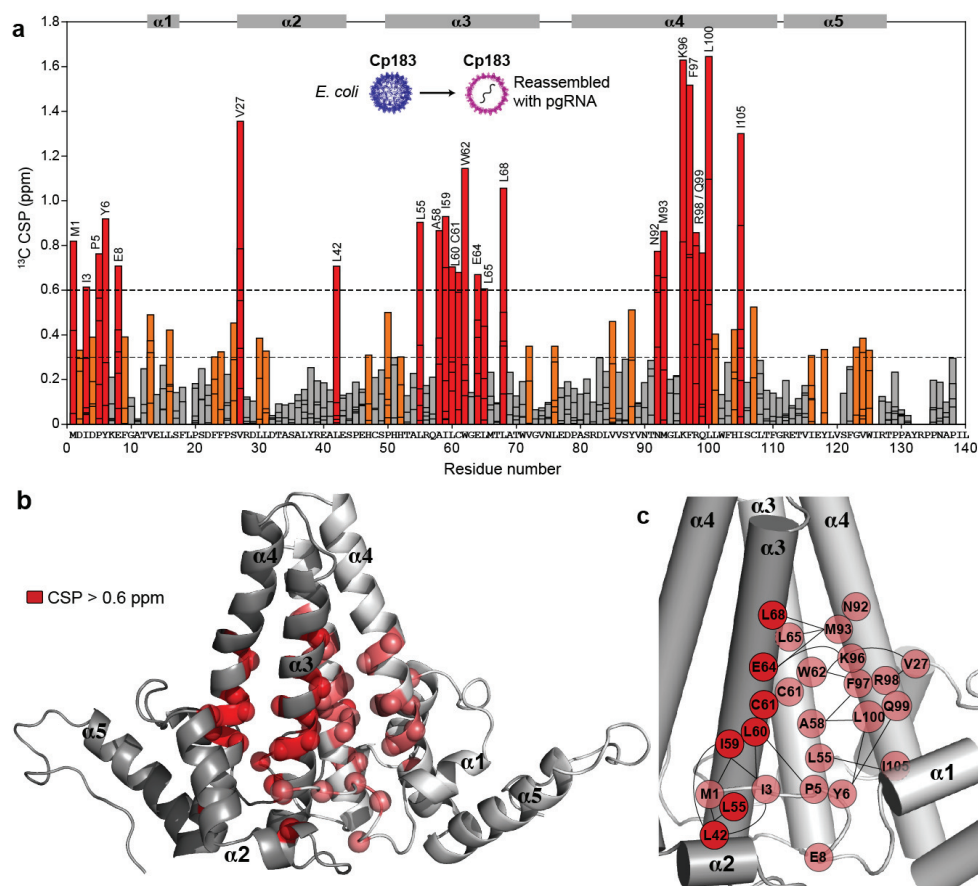 a
α1 α2 α3 α4 α5
¹³C CSP (ppm)
1.8
1.6
1.4
1.2
1.0
0.8
0.6
0.4
0.2
0
Cp183 Cp183
E. coli
Reassembled
with pgRNA
M1 I3 P5 Y6 E8 V27 L42 L55 A58 I59 L60 C61 W62 E64 L65 L68 N92 M93 K96 F97 R98 / Q99 L100 I105
MDIDPYKEFGATVELLSFLPSDFFPSVRDLLDTASALYREALESPEHCSPHHTALRQAILCWGELMTLATWVGVNLEDPASRDLVVSYVNTNMGLKFRQLLWFHISCLTFGRETVIEYLVSFGVWIRTPPAYRPPNAPIL
0 10 20 30 40 50 60 70 80 90 100 110 120 130 140
Residue number
b
CSP > 0.6 ppm
α4
α4
α3
α5
α1
α5
α2
c
α3
α4 α4
α3
N92
L68
M93
L65
K96
E64
W62
V27
F97
R98
C61
C61
Q99
A58
L100
L60
I59
L55
I105
α1
M1
I3
P5
Y6
L55
L42
E8
α2